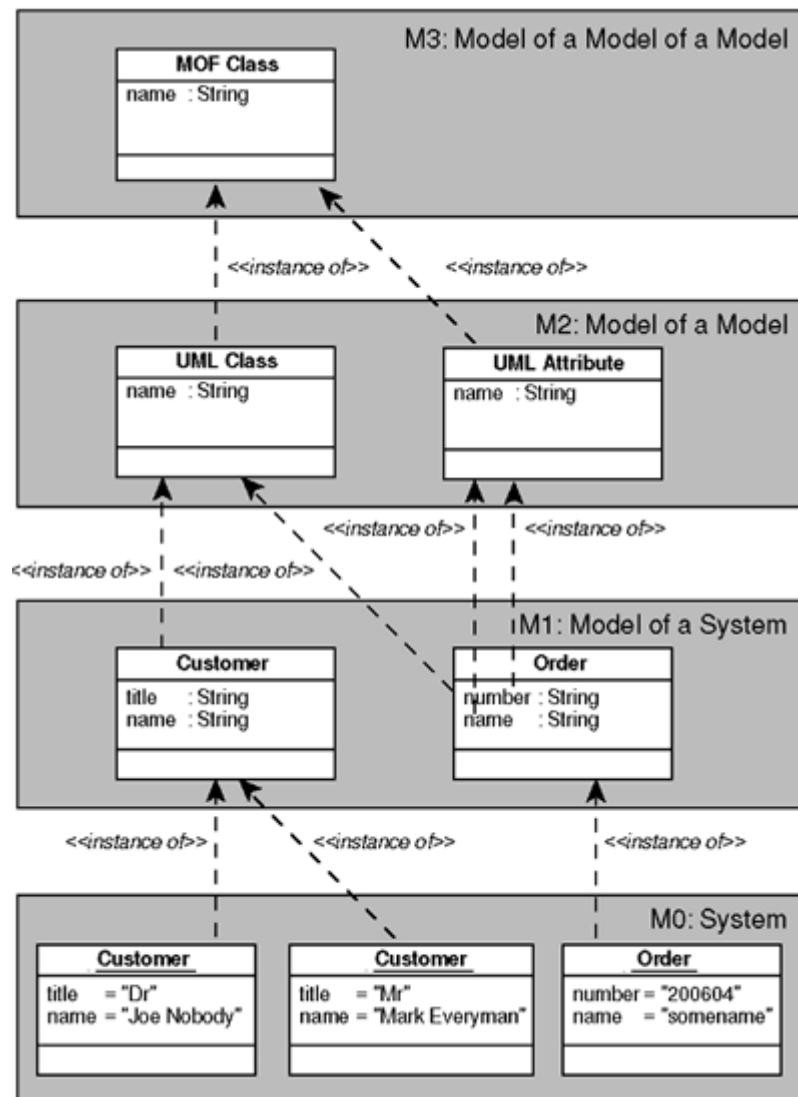 M3: Model of a Model of a Model
MOF Class
name : String
<<instance of>>
<<instance of>>
M2: Model of a Model
UML Class
name : String
UML Attribute
name : String
<<instance of>>
<<instance of>>
<<instance of>>
<<instance of>>
M1: Model of a System
Customer
title : String
name : String
Order
number : String
name : String
<<instance of>>
<<instance of>>
<<instance of>>
M0: System
Customer
title = "Dr"
name = "Joe Nobody"
Customer
title = "Mr"
name = "Mark Everyman"
Order
number = "200604"
name = "somename"